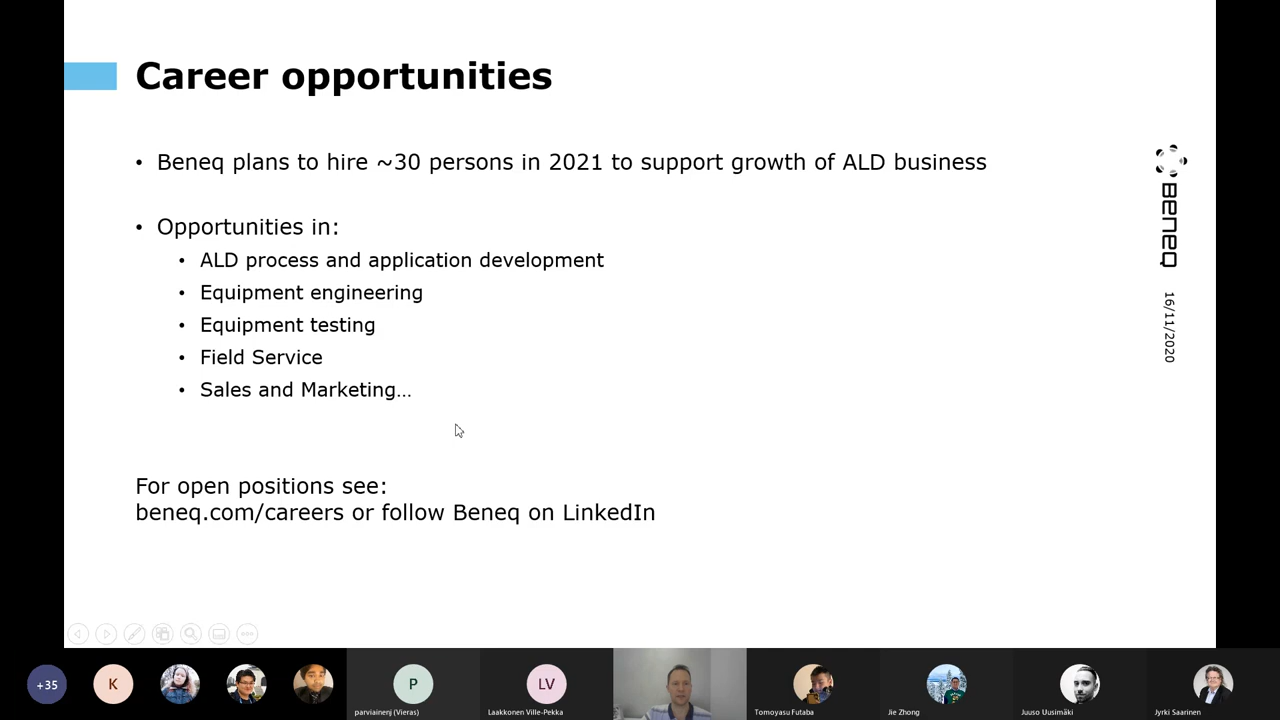 Career opportunities
• Beneq plans to hire ~30 persons in 2021 to support growth of ALD business
• Opportunities in:
• ALD process and application development
• Equipment engineering
• Equipment testing
• Field Service
• Sales and Marketing…
For open positions see:
beneq.com/careers or follow Beneq on LinkedIn
BENEQ
16/11/2020
+35
K
P
parviainenj (Vieras)
LV
Laakkonen Ville-Pekka
Tomoyasu Futaba
Jie Zhong
Juuso Uusimäki
Jyrki Saarinen